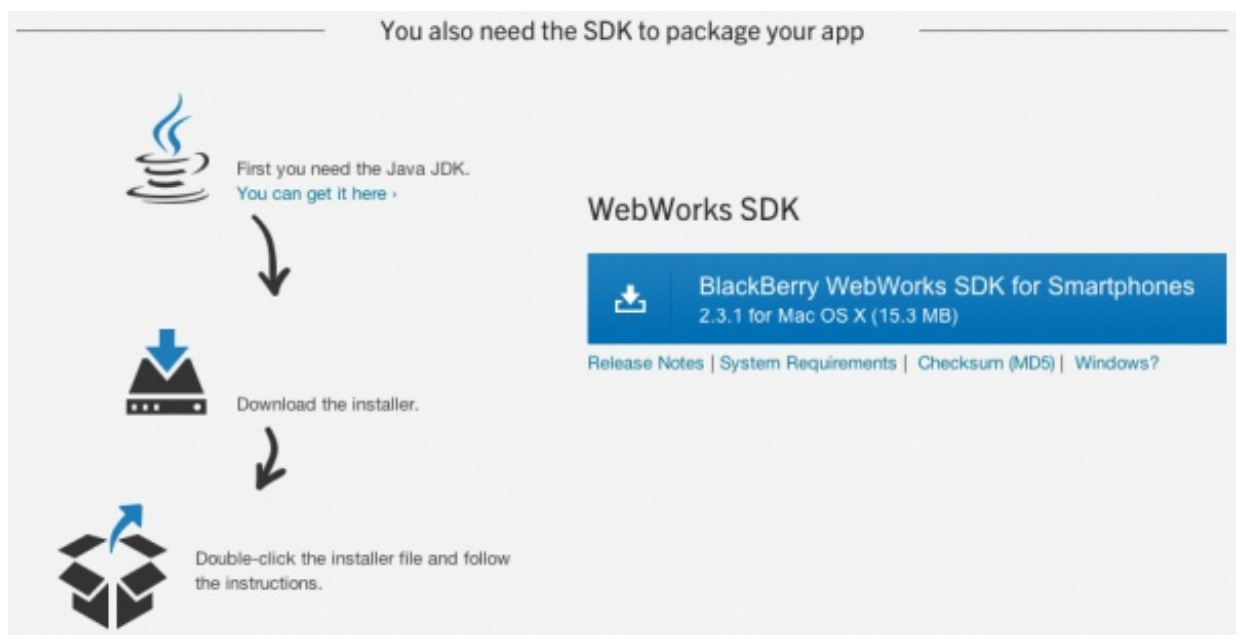 You also need the SDK to package your app
First you need the Java JDK.
You can get it here ›
Download the installer.
Double-click the installer file and follow
the instructions.
WebWorks SDK
BlackBerry WebWorks SDK for Smartphones
2.3.1 for Mac OS X (15.3 MB)
Release Notes | System Requirements | Checksum (MD5) | Windows?